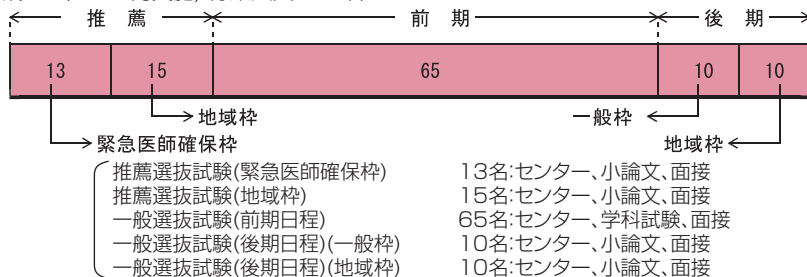 推 薦 前 期 後 期
13 15 65 10 10
地域枠 一般枠
緊急医師確保枠 地域枠
推薦選抜試験(緊急医師確保枠) 13名:センター、小論文、面接
推薦選抜試験(地域枠) 15名:センター、小論文、面接
一般選抜試験(前期日程) 65名:センター、学科試験、面接
一般選抜試験(後期日程)(一般枠) 10名:センター、小論文、面接
一般選抜試験(後期日程)(地域枠) 10名:センター、小論文、面接